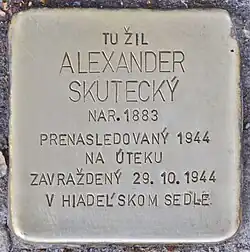 TU ŽIL
ALEXANDER
SKUTECKÝ
NAR. 1883
PRENASLEDOVANÝ 1944
NA ÚTEKU
ZAVRAŽDENÝ 29. 10. 1944
V HIADEĽSKOM SEDLE